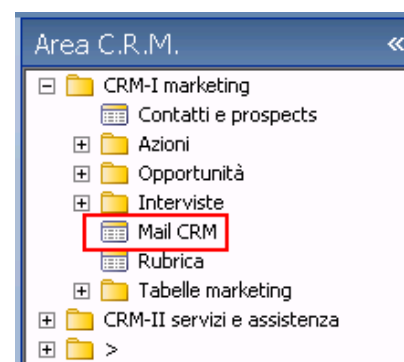 Area C.R.M. «
CRM-I marketing
Contatti e prospects
Azioni
Opportunità
Interviste
Mail CRM
Rubrica
Tabelle marketing
CRM-II servizi e assistenza
>